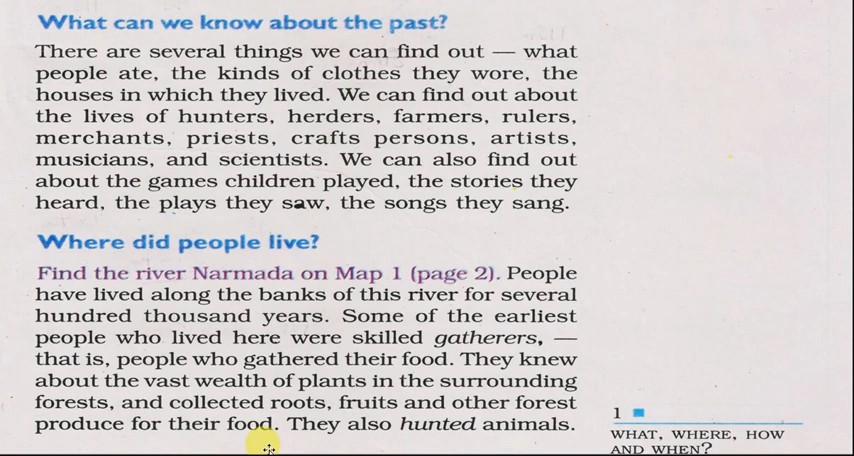 What can we know about the past?
There are several things we can find out — what
people ate, the kinds of clothes they wore, the
houses in which they lived. We can find out about
the lives of hunters, herders, farmers, rulers,
merchants, priests, crafts persons, artists,
musicians, and scientists. We can also find out
about the games children played, the stories they
heard, the plays they saw, the songs they sang.
Where did people live?
Find the river Narmada on Map 1 (page 2). People
have lived along the banks of this river for several
hundred thousand years. Some of the earliest
people who lived here were skilled gatherers, —
that is, people who gathered their food. They knew
about the vast wealth of plants in the surrounding
forests, and collected roots, fruits and other forest
produce for their food. They also hunted animals.
1
WHAT, WHERE, HOW
AND WHEN?